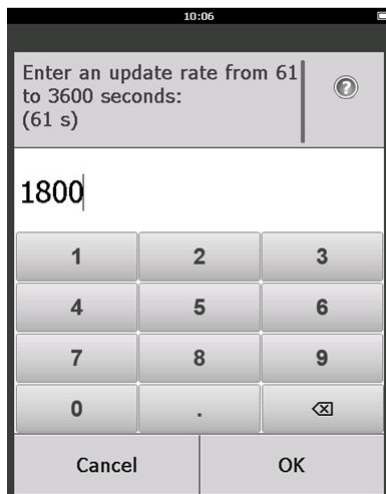 10:06
Enter an update rate from 61
to 3600 seconds:
(61 s)
?
1800
1 2 3
4 5 6
7 8 9
0 .
Cancel OK